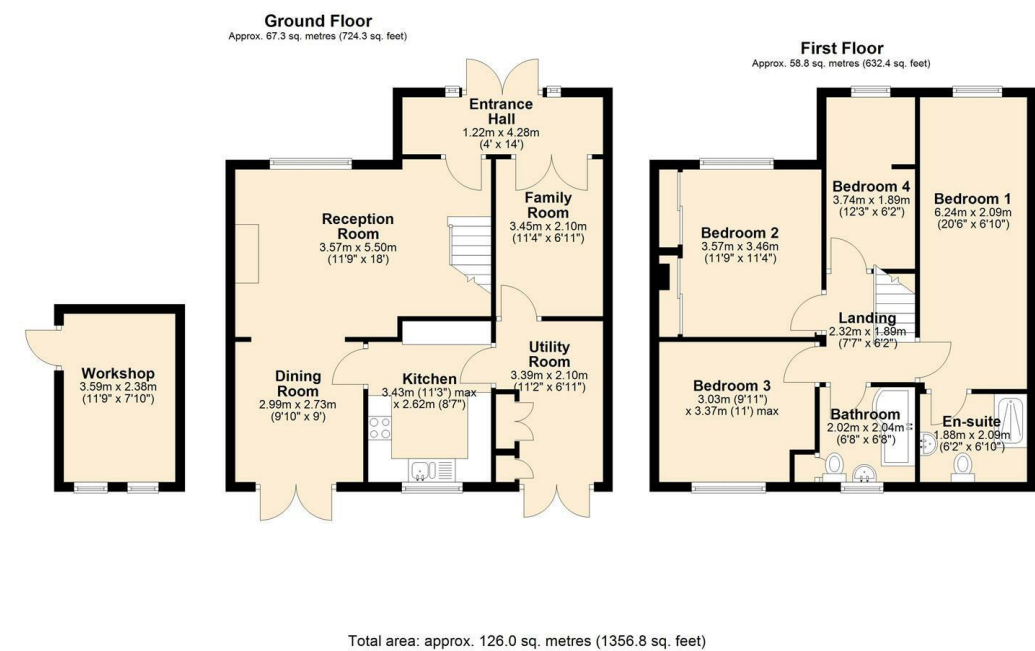 Ground Floor
Approx. 67.3 sq. metres (724.3 sq. feet)
Entrance
Hall
1.22m x 4.28m
(4' x 14')
Reception
Room
3.57m x 5.50m
(11'9" x 18')
Family
Room
3.45m x 2.10m
(11'4" x 6'11")
Workshop
3.59m x 2.38m
(11'9" x 7'10")
Dining
Room
2.99m x 2.73m
(9'10" x 9')
Kitchen
3.43m (11'3") max
x 2.62m (8'7")
Utility
Room
3.39m x 2.10m
(11'2" x 6'11")
First Floor
Approx. 58.8 sq. metres (632.4 sq. feet)
Bedroom 4
3.74m x 1.89m
(12'3" x 6'2")
Bedroom 1
6.24m x 2.09m
(20'6" x 6'10")
Bedroom 2
3.57m x 3.46m
(11'9" x 11'4")
Landing
2.32m x 1.89m
(7'7" x 6'2")
Bedroom 3
3.03m (9'11")
x 3.37m (11') max
Bathroom
2.02m x 2.04m
(6'8" x 6'8")
En-suite
1.88m x 2.09m
(6'2" x 6'10")
Total area: approx. 126.0 sq. metres (1356.8 sq. feet)